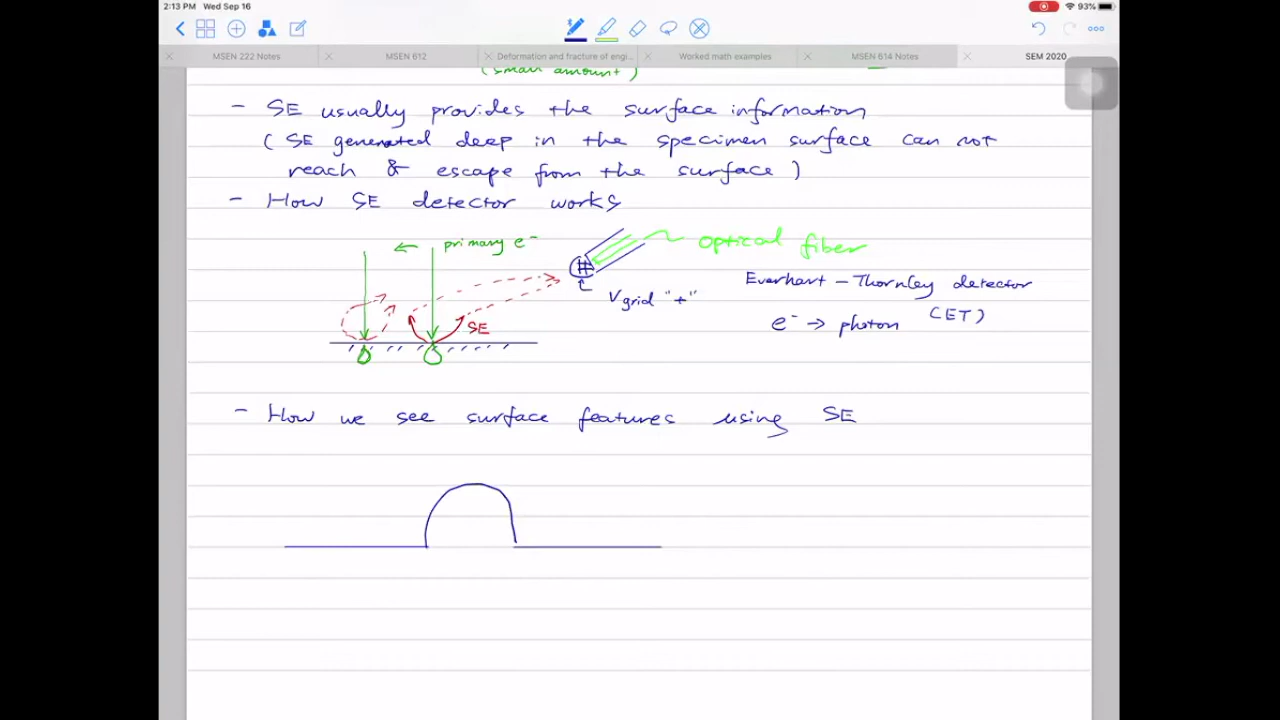 2:13 PM Wed Sep 16
93%
MSEN 222 Notes
MSEN 612
Deformation and fracture of engi...
Worked math examples
MSEN 614 Notes
SEM 2020
(small amount)
- SE usually provides the surface information
( SE generated deep in the specimen surface can not
reach & escape from the surface )
- How SE detector works
← primary e-
optical fiber
Everhart - Thornley detector
(ET)
V grid "+"
e- → photon
SE
- How we see surface features using SE